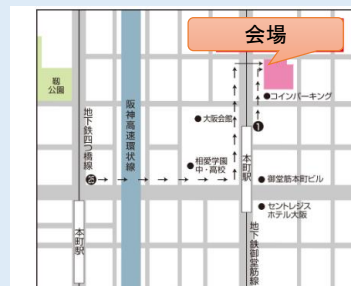 会場
靱
公園
地下鉄四つ橋線
阪神高速環状線
コインパーキング
大阪会館
1
相愛学園
中・高校
本町駅
御堂筋本町ビル
セントレジス
ホテル大阪
本町駅
地下鉄御堂筋線